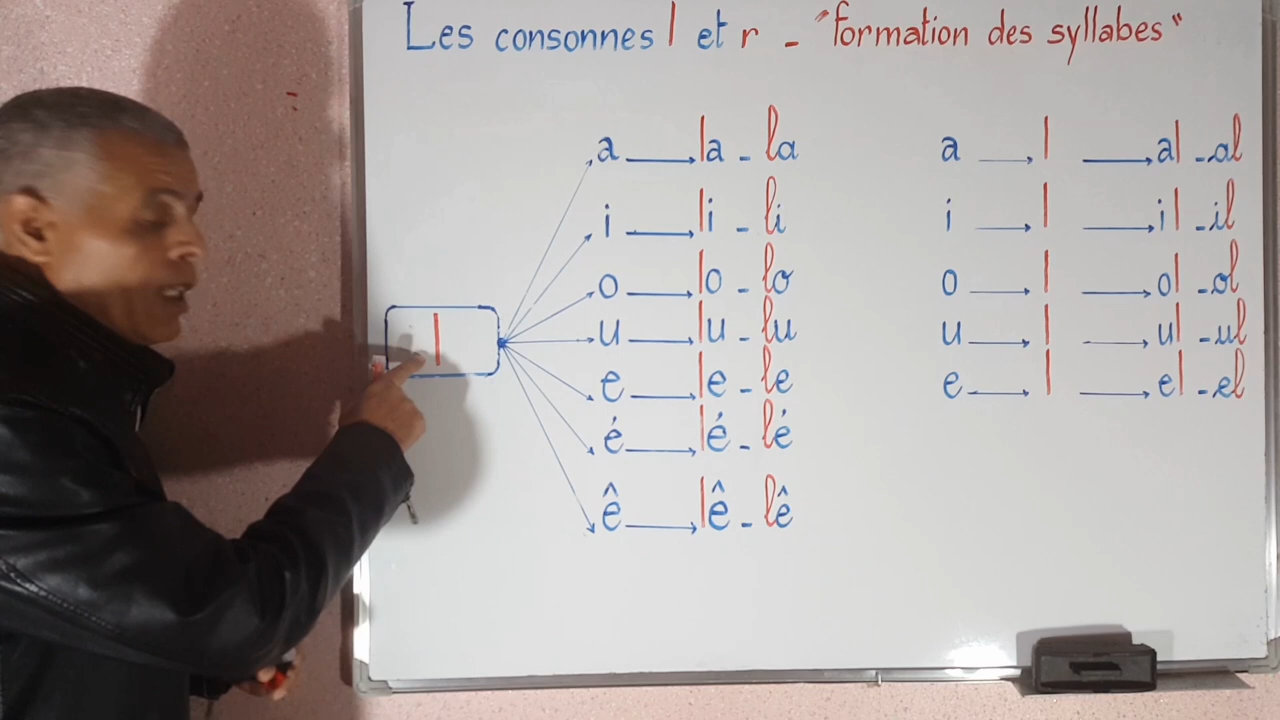 Les consonnes l et r - "formation des syllabes"
a la - la a l al - al
i li - li i l il - il
o lo - lo o l ol - ol
l u lu - lu u l ul - ul
e le - le e l el - el
é lé - lé
ê lê - lê